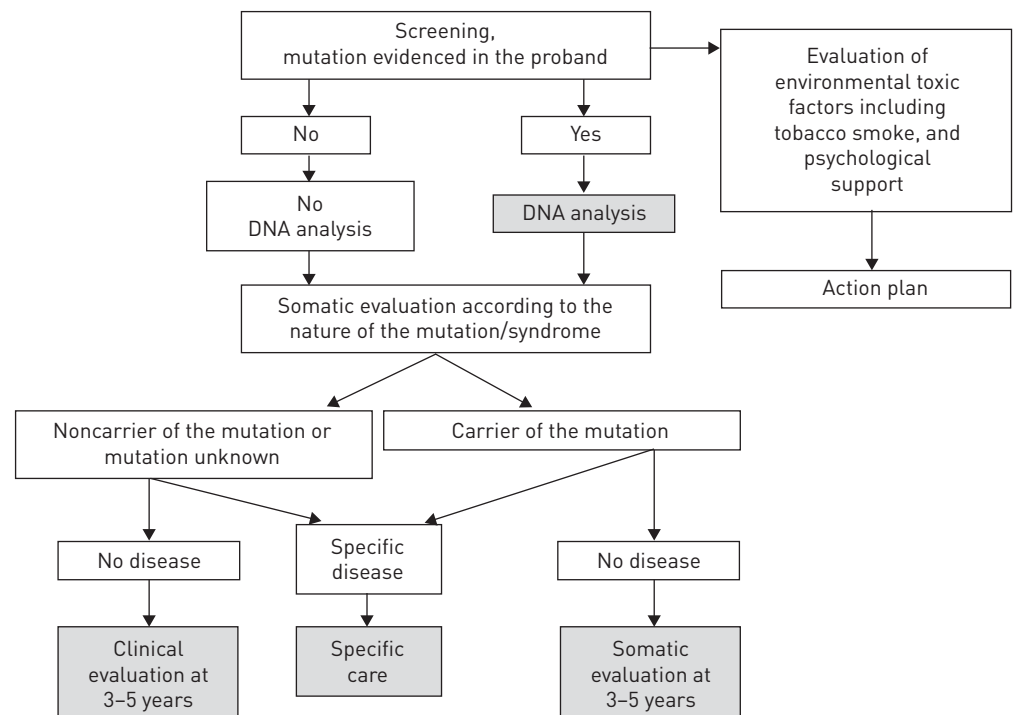 Screening,
mutation evidenced in the proband
Evaluation of
environmental toxic
factors including
tobacco smoke, and
psychological
support
No
Yes
No
DNA analysis
DNA analysis
Action plan
Somatic evaluation according to the
nature of the mutation/syndrome
Noncarrier of the mutation or
mutation unknown
Carrier of the mutation
No disease
Specific
disease
No disease
Clinical
evaluation at
3–5 years
Specific
care
Somatic
evaluation at
3–5 years